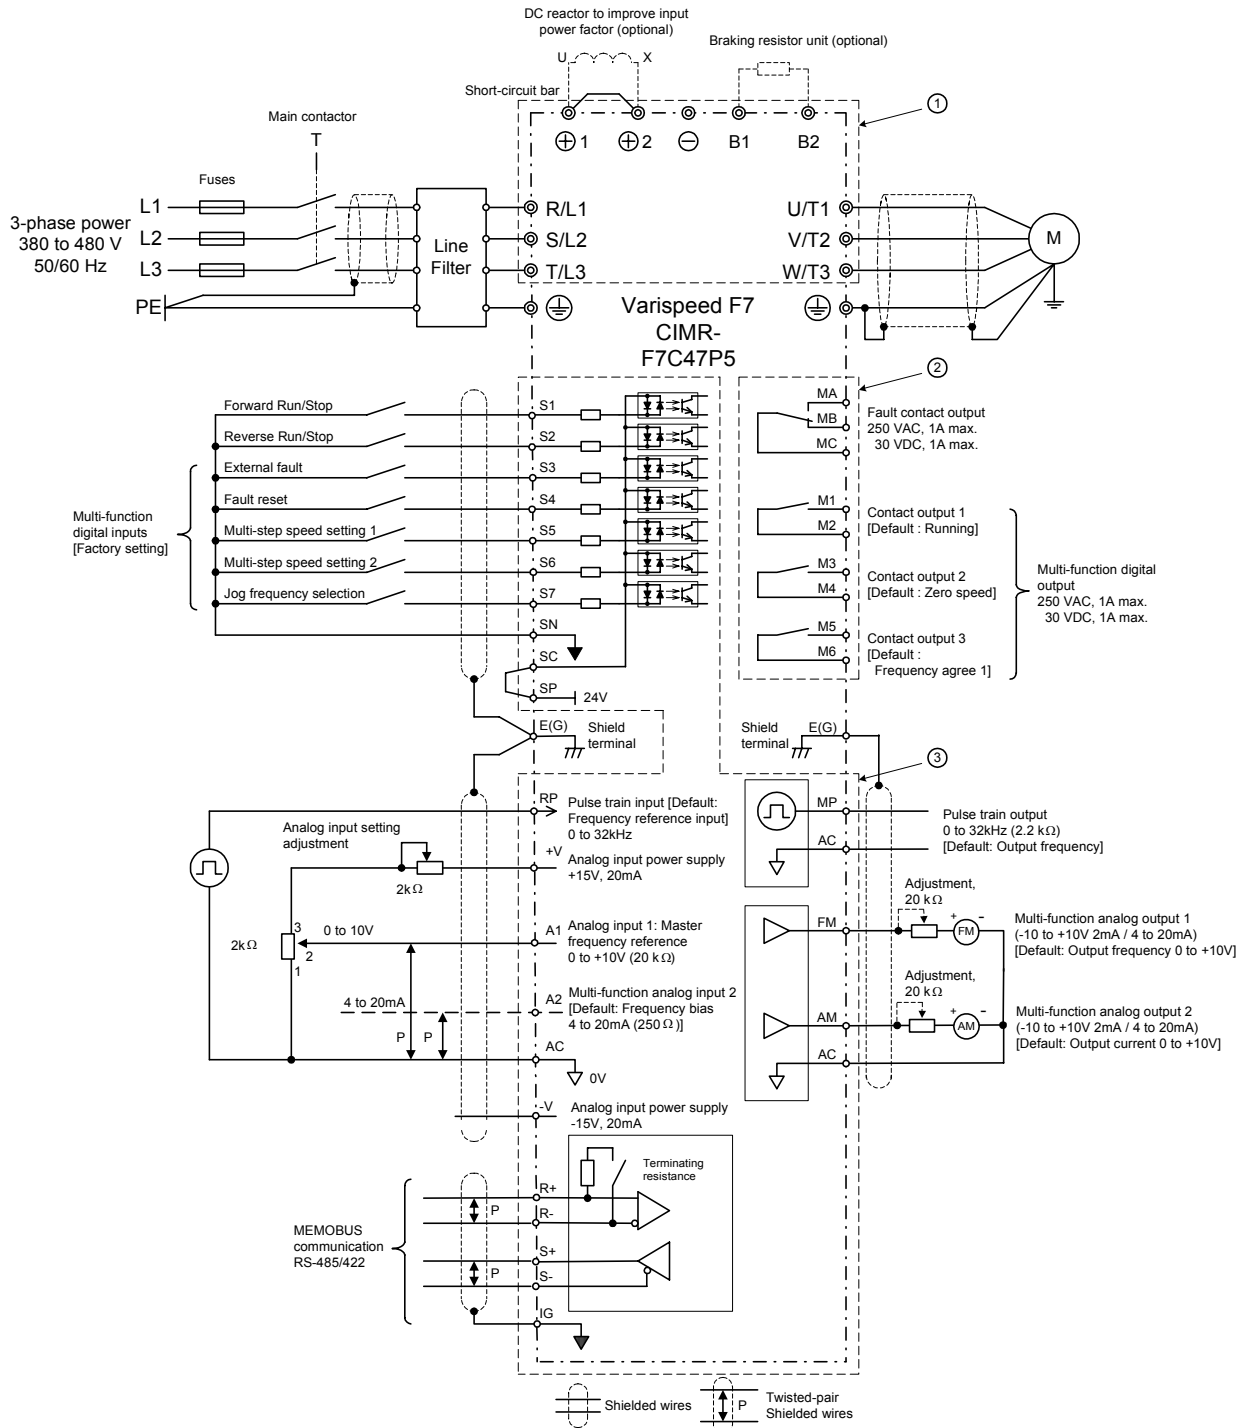 DC reactor to improve input
power factor (optional)
U
X
Braking resistor unit (optional)
Short-circuit bar
1
Main contactor
T
+ 1
+ 2
−
B1
B2
Fuses
3-phase power
380 to 480 V
50/60 Hz
L1
L2
L3
PE
Line
Filter
R/L1
S/L2
T/L3
U/T1
V/T2
W/T3
M
Varispeed F7
CIMR-
F7C47P5
2
Multi-function
digital inputs
[Factory setting]
Forward Run/Stop
S1
Reverse Run/Stop
S2
External fault
S3
Fault reset
S4
Multi-step speed setting 1
S5
Multi-step speed setting 2
S6
Jog frequency selection
S7
SN
SC
SP
24V
E(G)
Shield
terminal
MA
MB
MC
Fault contact output
250 VAC, 1A max.
30 VDC, 1A max.
M1
M2
Contact output 1
[Default : Running]
M3
M4
Contact output 2
[Default : Zero speed]
M5
M6
Contact output 3
[Default :
Frequency agree 1]
Multi-function digital
output
250 VAC, 1A max.
30 VDC, 1A max.
Shield
terminal
E(G)
3
RP
Pulse train input [Default:
Frequency reference input]
0 to 32kHz
Analog input setting
adjustment
2kΩ
+V
Analog input power supply
+15V, 20mA
2kΩ
3
2
1
0 to 10V
A1
Analog input 1: Master
frequency reference
0 to +10V (20 kΩ)
4 to 20mA
P
P
A2
Multi-function analog input 2
[Default: Frequency bias
4 to 20mA (250 Ω)]
AC
0V
-V
Analog input power supply
-15V, 20mA
MP
AC
Pulse train output
0 to 32kHz (2.2 kΩ)
[Default: Output frequency]
Adjustment,
20 kΩ
FM
+
FM
-
Multi-function analog output 1
(-10 to +10V 2mA / 4 to 20mA)
[Default: Output frequency 0 to +10V]
Adjustment,
20 kΩ
AM
+
AM
-
Multi-function analog output 2
(-10 to +10V 2mA / 4 to 20mA)
[Default: Output current 0 to +10V]
AC
MEMOBUS
communication
RS-485/422
P
P
R+
R-
S+
S-
IG
Terminating
resistance
Shielded wires
P
Twisted-pair
Shielded wires